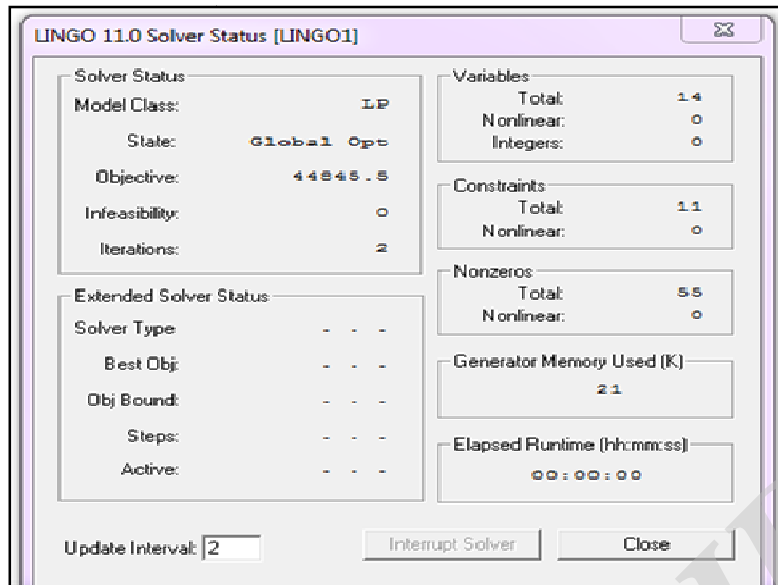 LINGO 11.0 Solver Status [LINGO1]
Solver Status
Model Class: LP
State: Global Opt
Objective: 44845.5
Infeasibility: 0
Iterations: 2
Extended Solver Status
Solver Type - - -
Best Obj: - - -
Obj Bound: - - -
Steps: - - -
Active: - - -
Update Interval: 2
Variables
Total: 14
Nonlinear: 0
Integers: 0
Constraints
Total: 11
Nonlinear: 0
Nonzeros
Total: 55
Nonlinear: 0
Generator Memory Used (K)
21
Elapsed Runtime (hh:mm:ss)
00:00:00
Interrupt Solver
Close